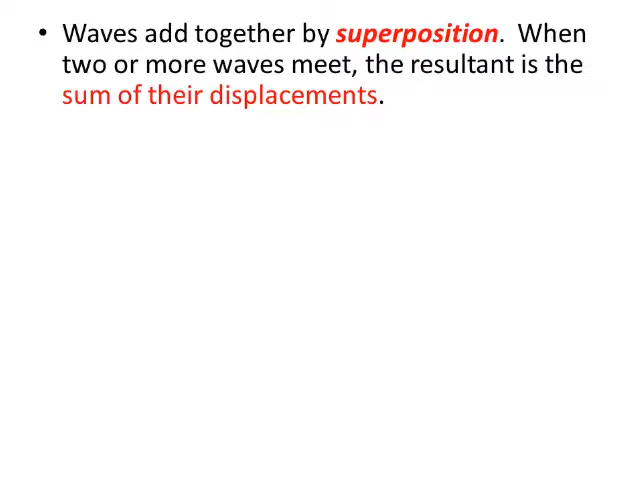 • Waves add together by superposition.  When
two or more waves meet, the resultant is the
sum of their displacements.